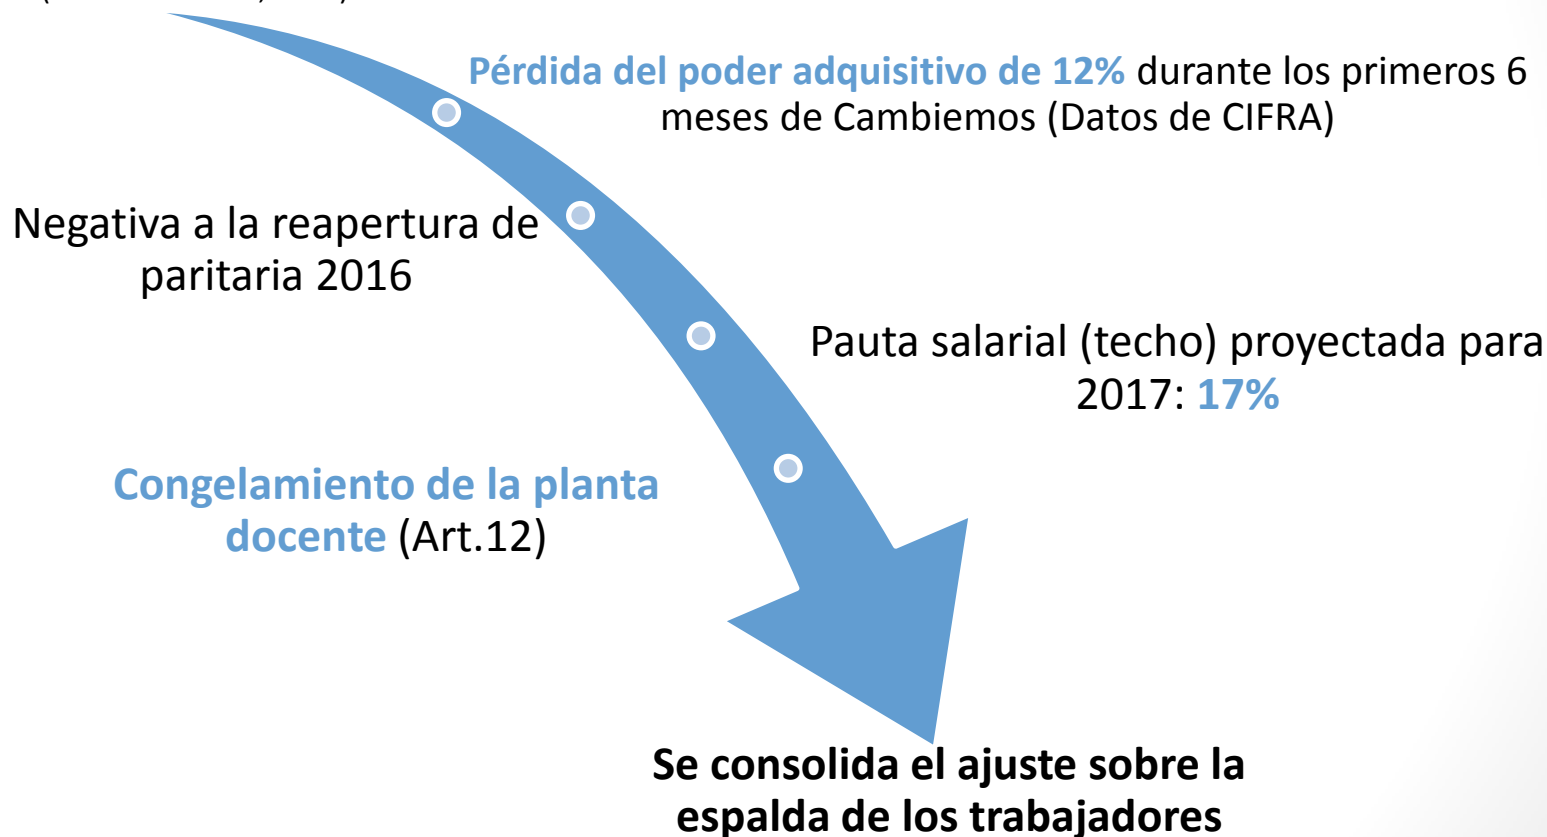 Pérdida del poder adquisitivo de 12% durante los primeros 6
meses de Cambiemos (Datos de CIFRA)
Negativa a la reapertura de
paritaria 2016
Pauta salarial (techo) proyectada para
2017: 17%
Congelamiento de la planta
docente (Art.12)
Se consolida el ajuste sobre la
espalda de los trabajadores